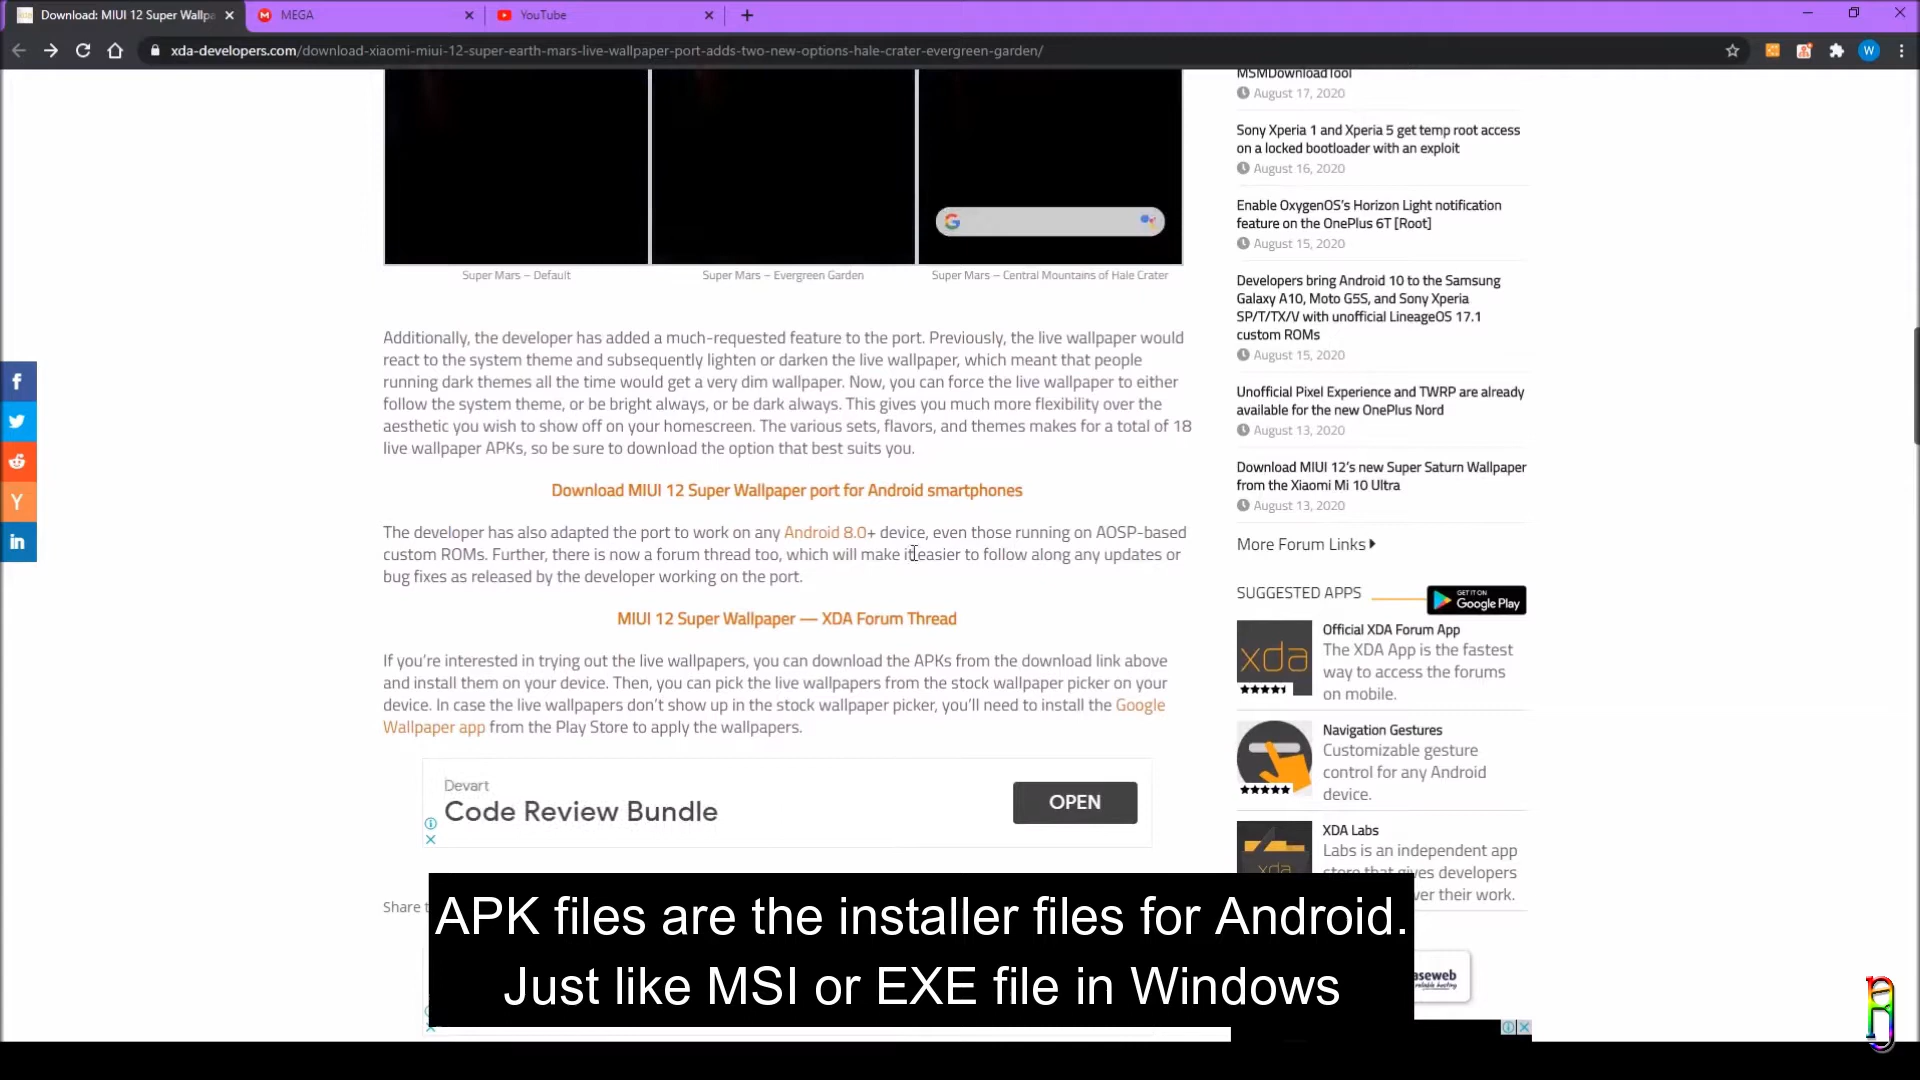 Download: MIUI 12 Super Wallpa
MEGA
YouTube
xda-developers.com/download-xiaomi-miui-12-super-earth-mars-live-wallpaper-port-adds-two-new-options-hale-crater-evergreen-garden/
W
Super Mars – Default
Super Mars – Evergreen Garden
Super Mars – Central Mountains of Hale Crater
Additionally, the developer has added a much-requested feature to the port. Previously, the live wallpaper would
react to the system theme and subsequently lighten or darken the live wallpaper, which meant that people
running dark themes all the time would get a very dim wallpaper. Now, you can force the live wallpaper to either
follow the system theme, or be bright always, or be dark always. This gives you much more flexibility over the
aesthetic you wish to show off on your homescreen. The various sets, flavors, and themes makes for a total of 18
live wallpaper APKs, so be sure to download the option that best suits you.
Download MIUI 12 Super Wallpaper port for Android smartphones
The developer has also adapted the port to work on any Android 8.0+ device, even those running on AOSP-based
custom ROMs. Further, there is now a forum thread too, which will make it easier to follow along any updates or
bug fixes as released by the developer working on the port.
MIUI 12 Super Wallpaper — XDA Forum Thread
If you're interested in trying out the live wallpapers, you can download the APKs from the download link above
and install them on your device. Then, you can pick the live wallpapers from the stock wallpaper picker on your
device. In case the live wallpapers don't show up in the stock wallpaper picker, you'll need to install the Google
Wallpaper app from the Play Store to apply the wallpapers.
Devart
Code Review Bundle
OPEN
Share
MSMDownloadTool
August 17, 2020
Sony Xperia 1 and Xperia 5 get temp root access
on a locked bootloader with an exploit
August 16, 2020
Enable OxygenOS's Horizon Light notification
feature on the OnePlus 6T [Root]
August 15, 2020
Developers bring Android 10 to the Samsung
Galaxy A10, Moto G5S, and Sony Xperia
SP/T/TX/V with unofficial LineageOS 17.1
custom ROMs
August 15, 2020
Unofficial Pixel Experience and TWRP are already
available for the new OnePlus Nord
August 13, 2020
Download MIUI 12's new Super Saturn Wallpaper
from the Xiaomi Mi 10 Ultra
August 13, 2020
More Forum Links
SUGGESTED APPS
GET IT ON
Google Play
xda
Official XDA Forum App
The XDA App is the fastest
way to access the forums
on mobile.
Navigation Gestures
Customizable gesture
control for any Android
device.
xda
XDA Labs
Labs is an independent app
store that gives developers
ver their work.
aseweb
APK files are the installer files for Android.
Just like MSI or EXE file in Windows